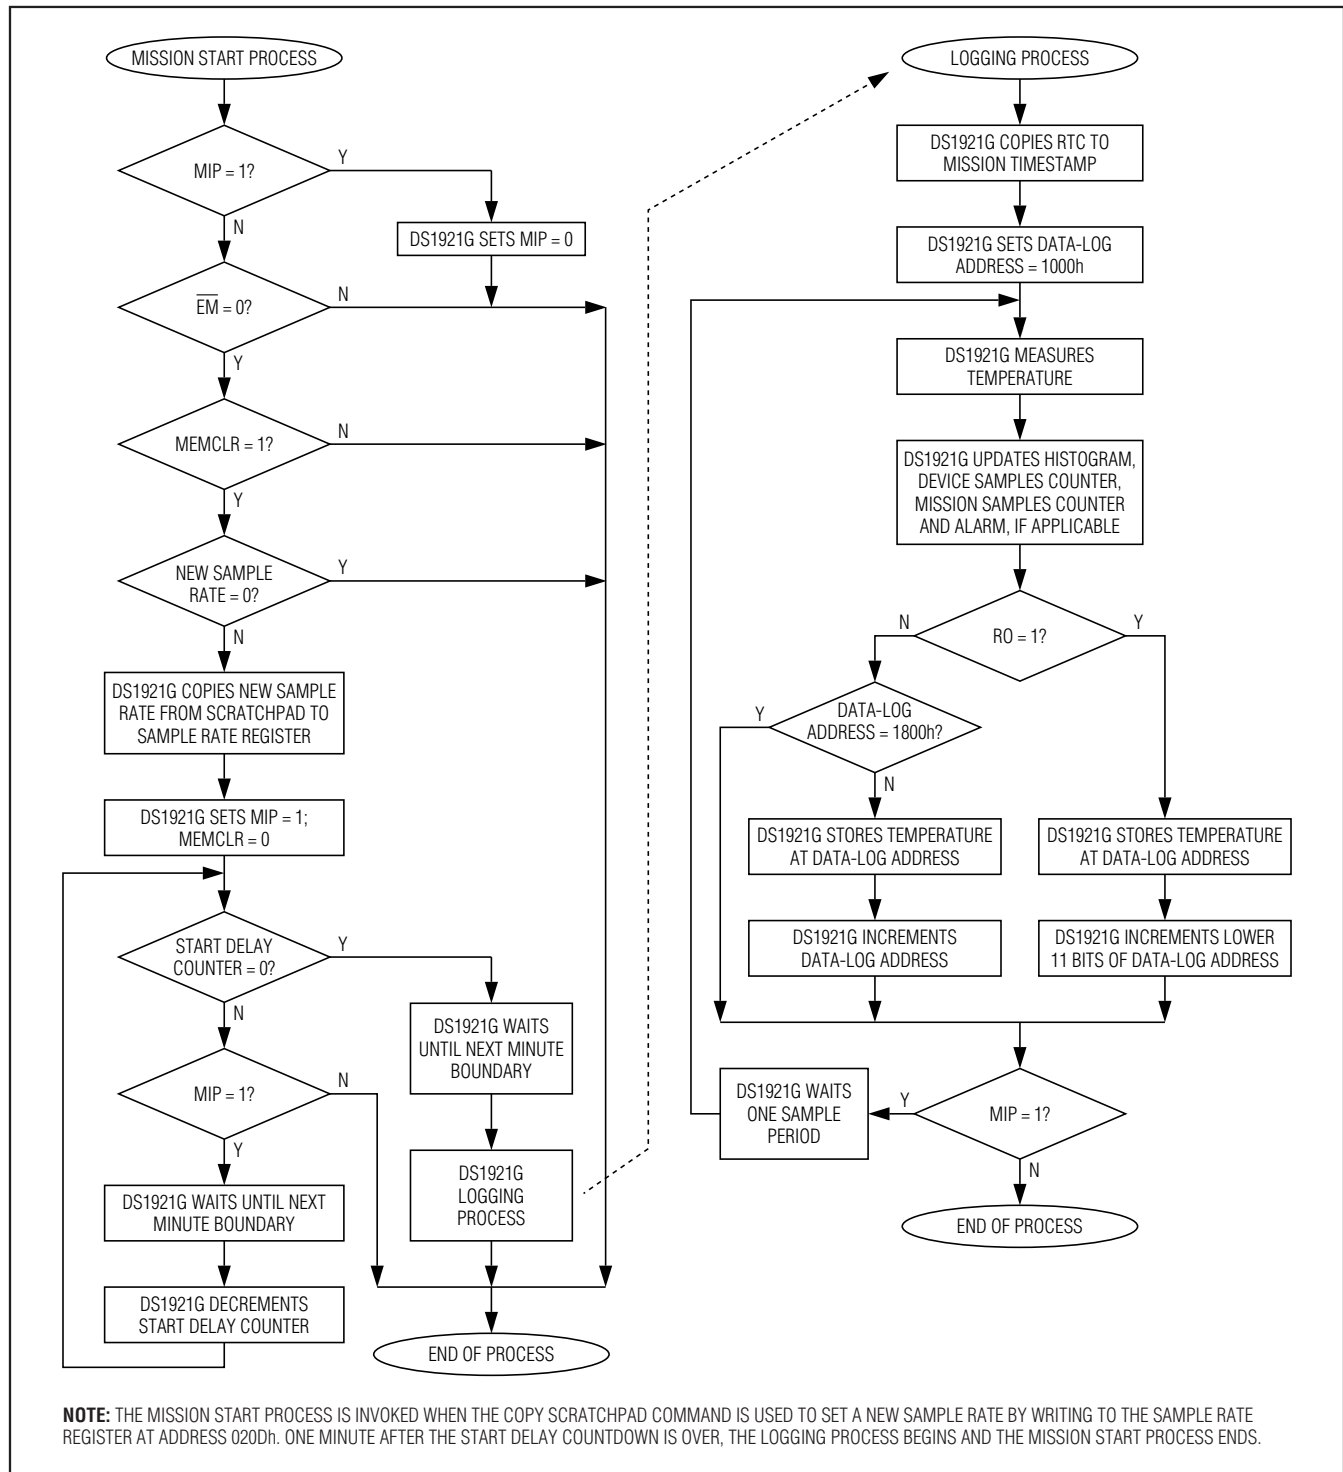 MISSION START PROCESS
MIP = 1?
Y
N
DS1921G SETS MIP = 0
EM = 0?
N
Y
MEMCLR = 1?
N
Y
NEW SAMPLE
RATE = 0?
Y
N
DS1921G COPIES NEW SAMPLE
RATE FROM SCRATCHPAD TO
SAMPLE RATE REGISTER
DS1921G SETS MIP = 1;
MEMCLR = 0
START DELAY
COUNTER = 0?
Y
N
DS1921G WAITS
UNTIL NEXT MINUTE
BOUNDARY
MIP = 1?
N
Y
DS1921G
LOGGING
PROCESS
DS1921G WAITS UNTIL NEXT
MINUTE BOUNDARY
DS1921G DECREMENTS
START DELAY COUNTER
END OF PROCESS
LOGGING PROCESS
DS1921G COPIES RTC TO
MISSION TIMESTAMP
DS1921G SETS DATA-LOG
ADDRESS = 1000h
DS1921G MEASURES
TEMPERATURE
DS1921G UPDATES HISTOGRAM,
DEVICE SAMPLES COUNTER,
MISSION SAMPLES COUNTER
AND ALARM, IF APPLICABLE
RO = 1?
N
Y
DATA-LOG
ADDRESS = 1800h?
Y
N
DS1921G STORES TEMPERATURE
AT DATA-LOG ADDRESS
DS1921G STORES TEMPERATURE
AT DATA-LOG ADDRESS
DS1921G INCREMENTS
DATA-LOG ADDRESS
DS1921G INCREMENTS LOWER
11 BITS OF DATA-LOG ADDRESS
DS1921G WAITS
ONE SAMPLE
PERIOD
Y
MIP = 1?
N
END OF PROCESS
NOTE: THE MISSION START PROCESS IS INVOKED WHEN THE COPY SCRATCHPAD COMMAND IS USED TO SET A NEW SAMPLE RATE BY WRITING TO THE SAMPLE RATE
REGISTER AT ADDRESS 020Dh. ONE MINUTE AFTER THE START DELAY COUNTDOWN IS OVER, THE LOGGING PROCESS BEGINS AND THE MISSION START PROCESS ENDS.